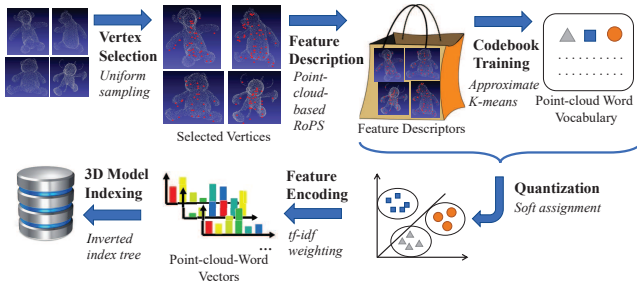 Vertex
Selection
Uniform
sampling
Selected Vertices
Feature
Description
Point-
cloud-
based
RoPS
Feature Descriptors
Codebook
Training
Approximate
K-means
Point-cloud Word
Vocabulary
Quantization
Soft assignment
Feature
Encoding
tf-idf
weighting
...
Point-cloud-Word
Vectors
3D Model
Indexing
Inverted
index tree